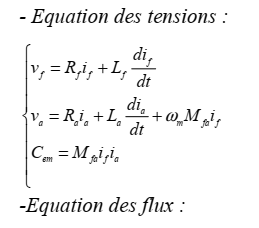 - Equation des tensions :
v_f = R_f i_f + L_f di_f/dt
v_a = R_a i_a + L_a di_a/dt + ω_m M_fa i_f
C_em = M_fa i_f i_a
-Equation des flux :